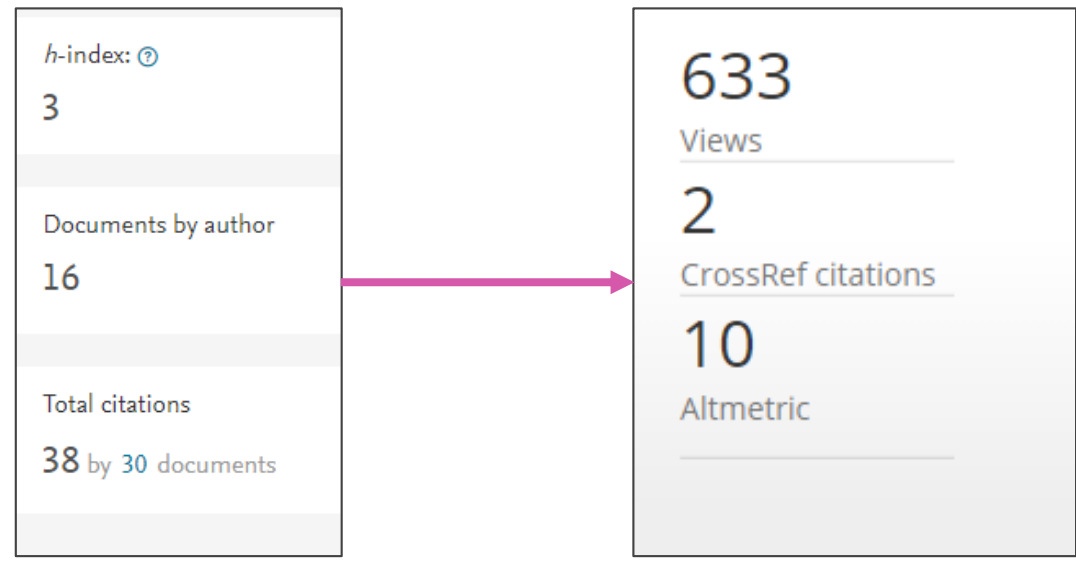 h-index: ?
3
Documents by author
16
Total citations
38 by 30 documents
633
Views
2
CrossRef citations
10
Altmetric